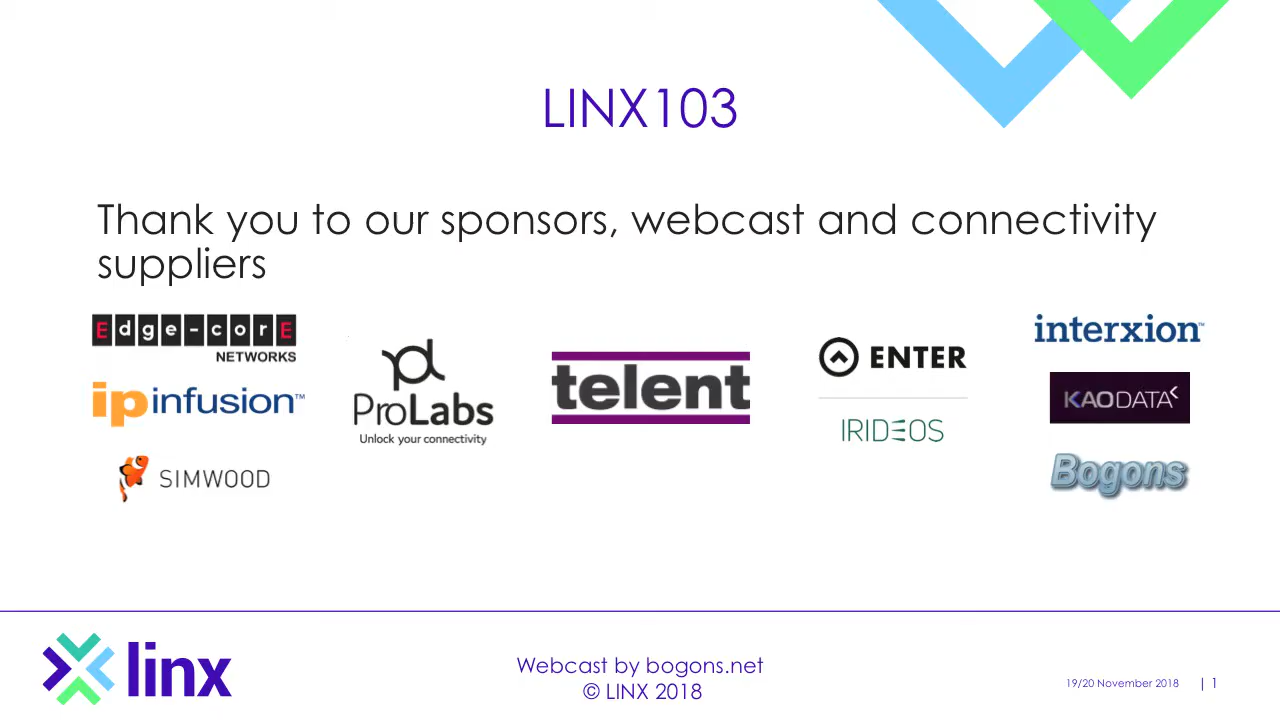 LINX103
Thank you to our sponsors, webcast and connectivity
suppliers
Edge-corE
NETWORKS
ipinfusion™
SIMWOOD
ProLabs
Unlock your connectivity
telent
ENTER
IRIDEOS
interxion™
KAODATA
Bogons
linx
Webcast by bogons.net
© LINX 2018
19/20 November 2018 | 1